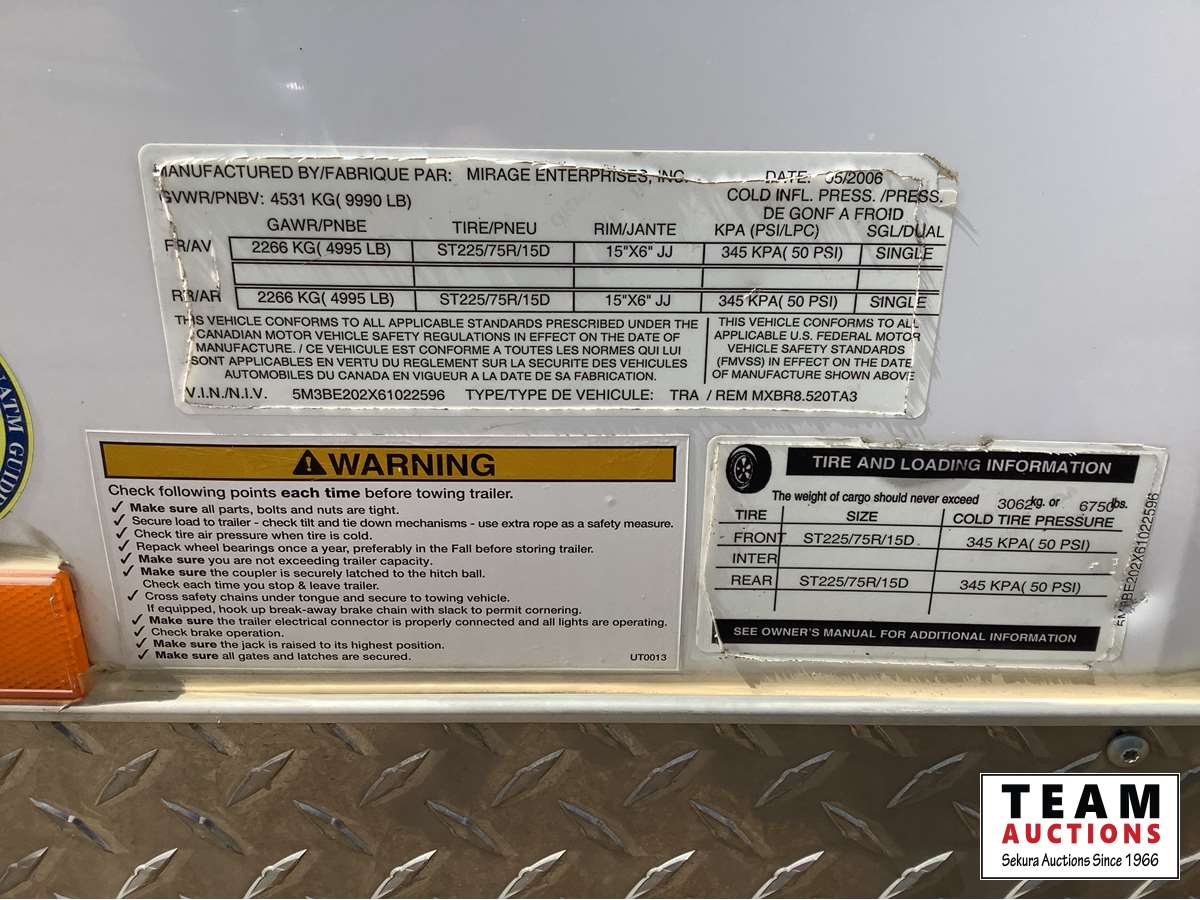 MANUFACTURED BY/FABRIQUE PAR: MIRAGE ENTERPRISES, INC. DATE: 05/2006
GVWR/PNBV: 4531 KG( 9990 LB)
COLD INFL. PRESS. /PRESS.
DE GONF A FROID
GAWR/PNBE TIRE/PNEU RIM/JANTE KPA (PSI/LPC) SGL/DUAL
FR/AV 2266 KG( 4995 LB) ST225/75R/15D 15"X6" JJ 345 KPA( 50 PSI) SINGLE
RR/AR 2266 KG( 4995 LB) ST225/75R/15D 15"X6" JJ 345 KPA( 50 PSI) SINGLE
THIS VEHICLE CONFORMS TO ALL APPLICABLE STANDARDS PRESCRIBED UNDER THE
CANADIAN MOTOR VEHICLE SAFETY REGULATIONS IN EFFECT ON THE DATE OF
MANUFACTURE. / CE VEHICULE EST CONFORME A TOUTES LES NORMES QUI LUI
SONT APPLICABLES EN VERTU DU REGLEMENT SUR LA SECURITE DES VEHICULES
AUTOMOBILES DU CANADA EN VIGUEUR A LA DATE DE SA FABRICATION.
THIS VEHICLE CONFORMS TO ALL
APPLICABLE U.S. FEDERAL MOTOR
VEHICLE SAFETY STANDARDS
(FMVSS) IN EFFECT ON THE DATE
OF MANUFACTURE SHOWN ABOVE
V.I.N./N.I.V. 5M3BE202X61022596 TYPE/TYPE DE VEHICULE: TRA / REM MXBR8.520TA3
ATM GUIDE
WARNING
Check following points each time before towing trailer.
✓ Make sure all parts, bolts and nuts are tight.
✓ Secure load to trailer - check tilt and tie down mechanisms - use extra rope as a safety measure.
✓ Check tire air pressure when tire is cold.
✓ Repack wheel bearings once a year, preferably in the Fall before storing trailer.
✓ Make sure you are not exceeding trailer capacity.
✓ Make sure the coupler is securely latched to the hitch ball.
Check each time you stop & leave trailer.
✓ Cross safety chains under tongue and secure to towing vehicle.
If equipped, hook up break-away brake chain with slack to permit cornering.
✓ Make sure the trailer electrical connector is properly connected and all lights are operating.
✓ Check brake operation.
✓ Make sure the jack is raised to its highest position.
✓ Make sure all gates and latches are secured.
UT0013
TIRE AND LOADING INFORMATION
The weight of cargo should never exceed 3062 kg. or 6750 lbs.
TIRE SIZE COLD TIRE PRESSURE
FRONT ST225/75R/15D 345 KPA( 50 PSI)
INTER
REAR ST225/75R/15D 345 KPA( 50 PSI)
SEE OWNER'S MANUAL FOR ADDITIONAL INFORMATION
5M3BE202X61022596
TEAM
AUCTIONS
Sekura Auctions Since 1966